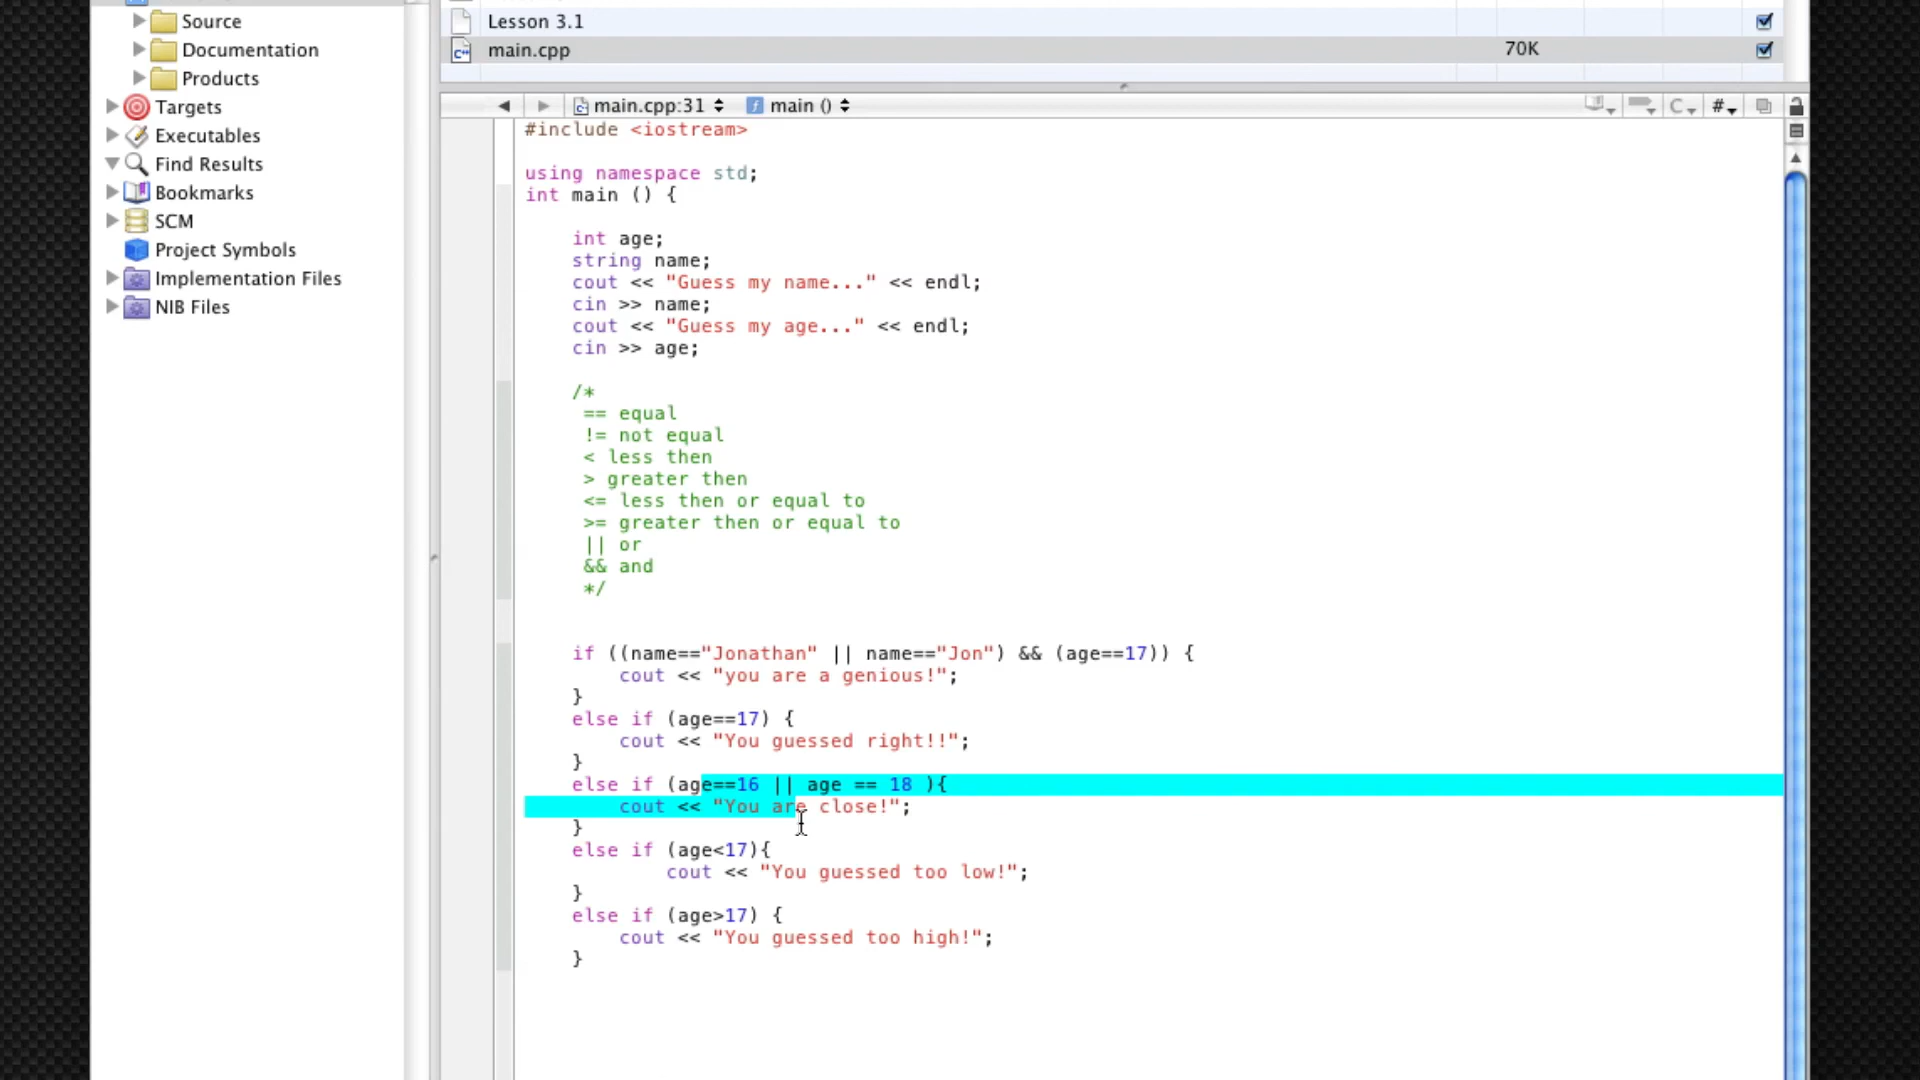 Source
Documentation
Products
Targets
Executables
Find Results
Bookmarks
SCM
Project Symbols
Implementation Files
NIB Files
Lesson 3.1
main.cpp 70K
main.cpp:31 main () C #
#include <iostream>
using namespace std;
int main () {
int age;
string name;
cout << "Guess my name..." << endl;
cin >> name;
cout << "Guess my age..." << endl;
cin >> age;
/*
== equal
!= not equal
< less then
> greater then
<= less then or equal to
>= greater then or equal to
|| or
&& and
*/
if ((name=="Jonathan" || name=="Jon") && (age==17)) {
cout << "you are a genious!";
}
else if (age==17) {
cout << "You guessed right!!";
}
else if (age==16 || age == 18 ){
cout << "You are close!";
}
else if (age<17){
cout << "You guessed too low!";
}
else if (age>17) {
cout << "You guessed too high!";
}